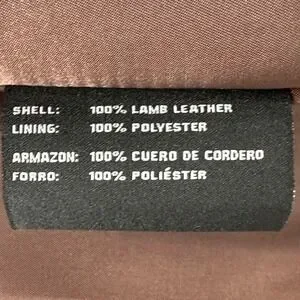 SHELL: 100% LAMB LEATHER
LINING: 100% POLYESTER
ARMAZON: 100% CUERO DE CORDERO
FORRO: 100% POLIÉSTER